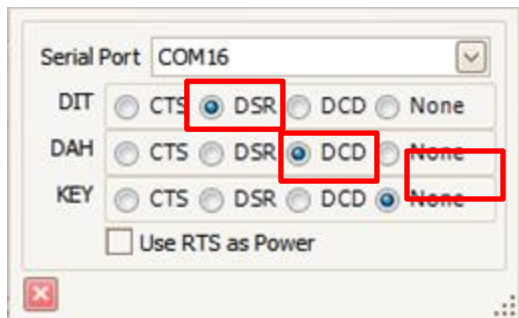 Serial Port COM16
DIT CTS DSR DCD None
DAH CTS DSR DCD None
KEY CTS DSR DCD None
Use RTS as Power